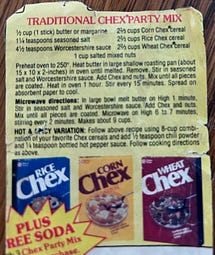 TRADITIONAL CHEX® PARTY MIX
½ cup (1 stick) butter or margarine 2⅔ cups Corn Chex® cereal
1¼ teaspoons seasoned salt 2⅔ cups Rice Chex cereal
4½ teaspoons Worcestershire sauce 2⅔ cups Wheat Chex® cereal
1 cup salted mixed nuts
Preheat oven to 250°. Heat butter in large shallow roasting pan (about
15 x 10 x 2-inches) in oven until melted. Remove. Stir in seasoned
salt and Worcestershire sauce. Add Chex and nuts. Mix until all pieces
are coated. Heat in oven 1 hour. Stir every 15 minutes. Spread on
absorbent paper to cool.
Microwave directions: In large bowl melt butter on High 1 minute.
Stir in seasoned salt and Worcestershire sauce. Add Chex and nuts.
Mix until all pieces are coated. Microwave on High 6 to 7 minutes,
stirring every 2 minutes. Makes about 9 cups.
HOT & SPICY VARIATION: Follow above recipe using 8-cup combi-
nation of your favorite Chex cereals and and ½ teaspoon chili powder
and ¼ teaspoon bottled hot pepper sauce. Follow cooking directions
as above.
RICE
Chex
CORN
Chex
WHEAT
Chex
PLUS
REE SODA
3 Chex Party Mix